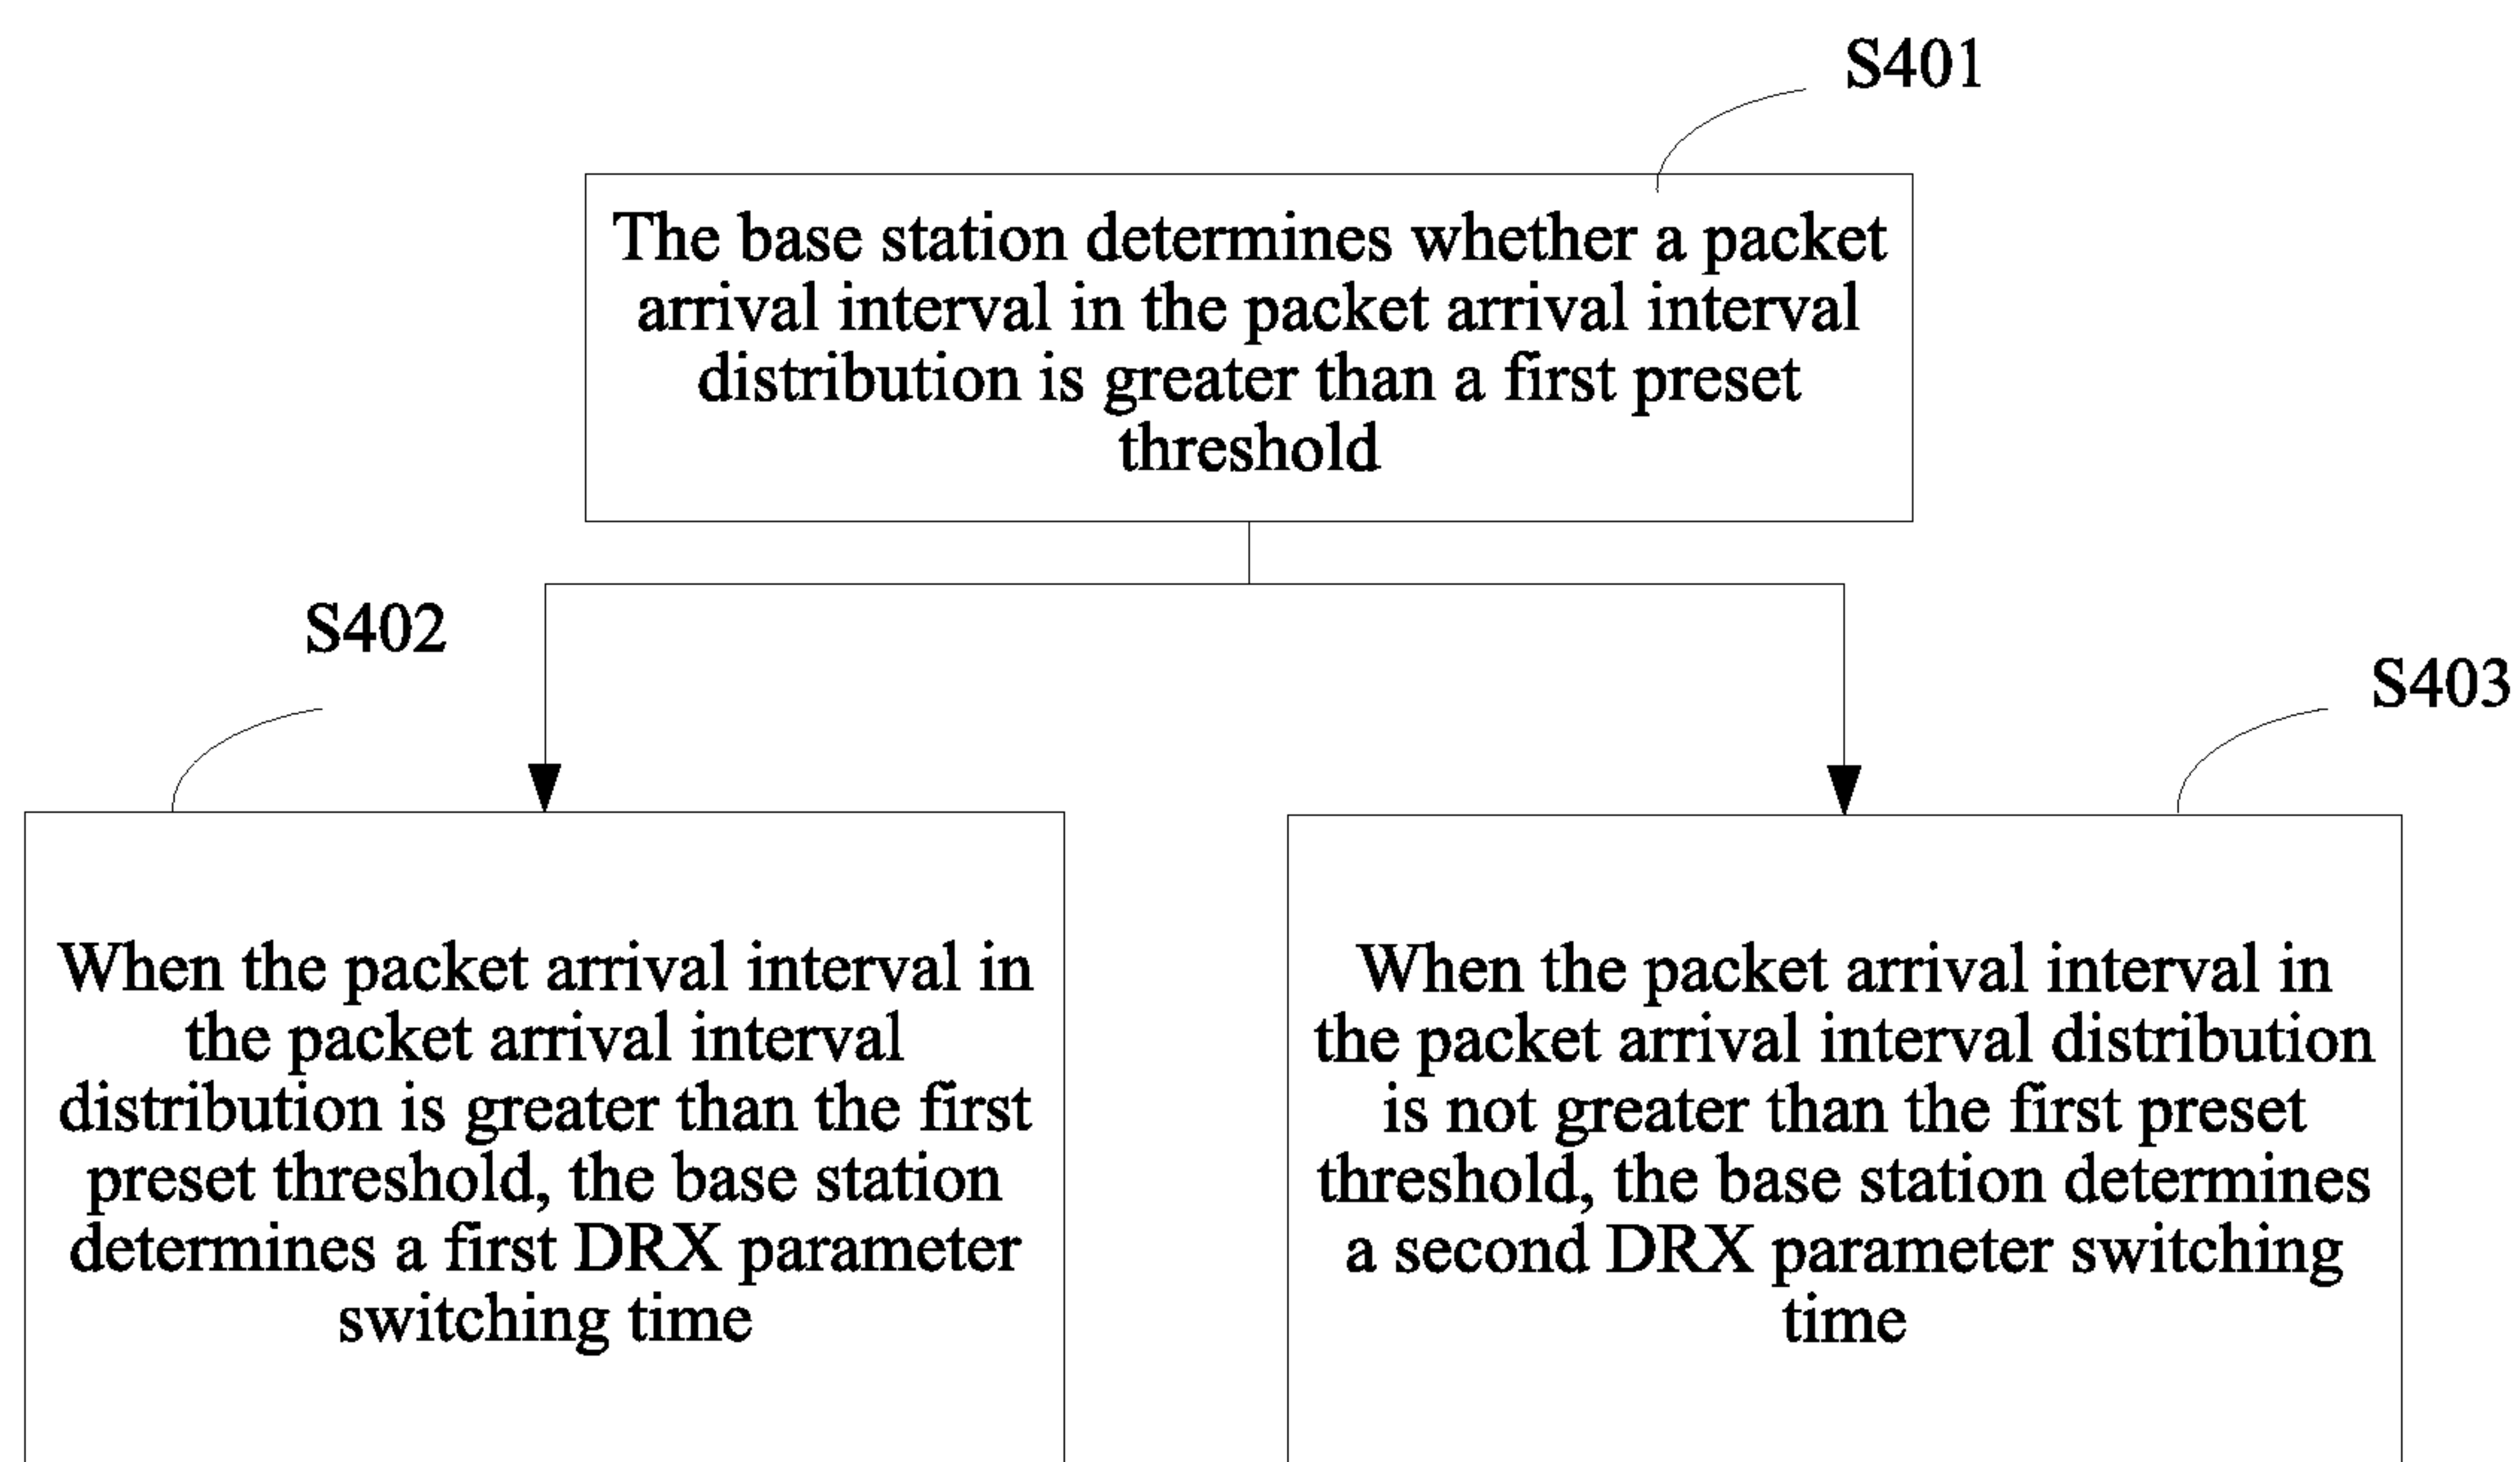 S401
The base station determines whether a packet
arrival interval in the packet arrival interval
distribution is greater than a first preset
threshold
S402
S403
When the packet arrival interval in
the packet arrival interval
distribution is greater than the first
preset threshold, the base station
determines a first DRX parameter
switching time
When the packet arrival interval in
the packet arrival interval distribution
is not greater than the first preset
threshold, the base station determines
a second DRX parameter switching
time